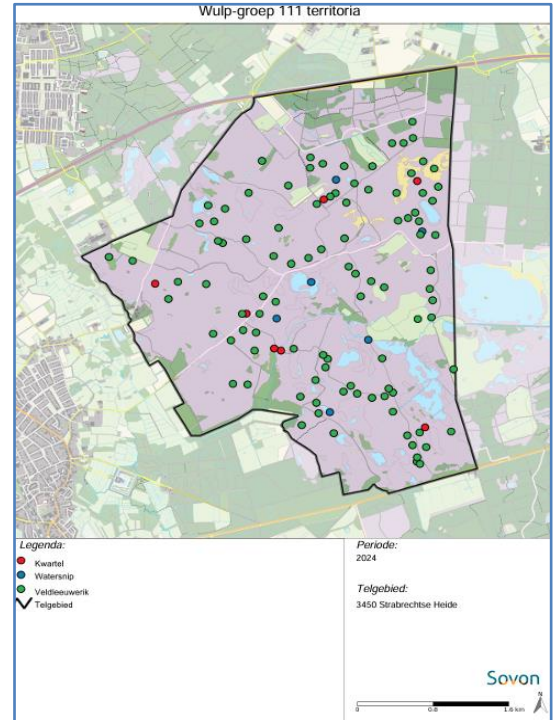 Wulp-groep 111 territoria
Legenda:
Kwartel
Watersnip
Veldleeuwerik
Telgebied
Periode:
2024
Telgebied:
3450 Strabrechtse Heide
Sovon
N
0 0.8 1.6 km